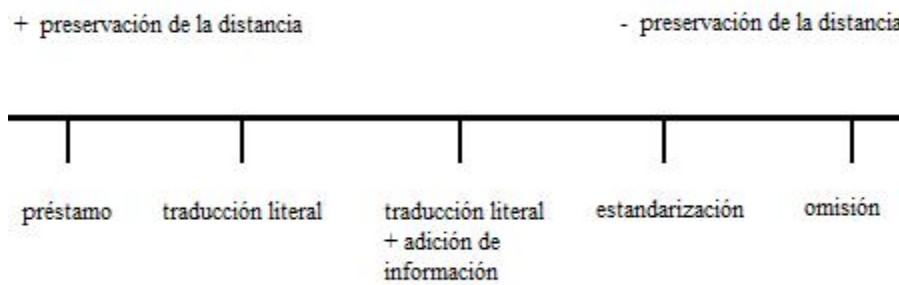 + preservación de la distancia
- preservación de la distancia
préstamo
traducción literal
traducción literal
+ adición de
información
estandarización
omisión